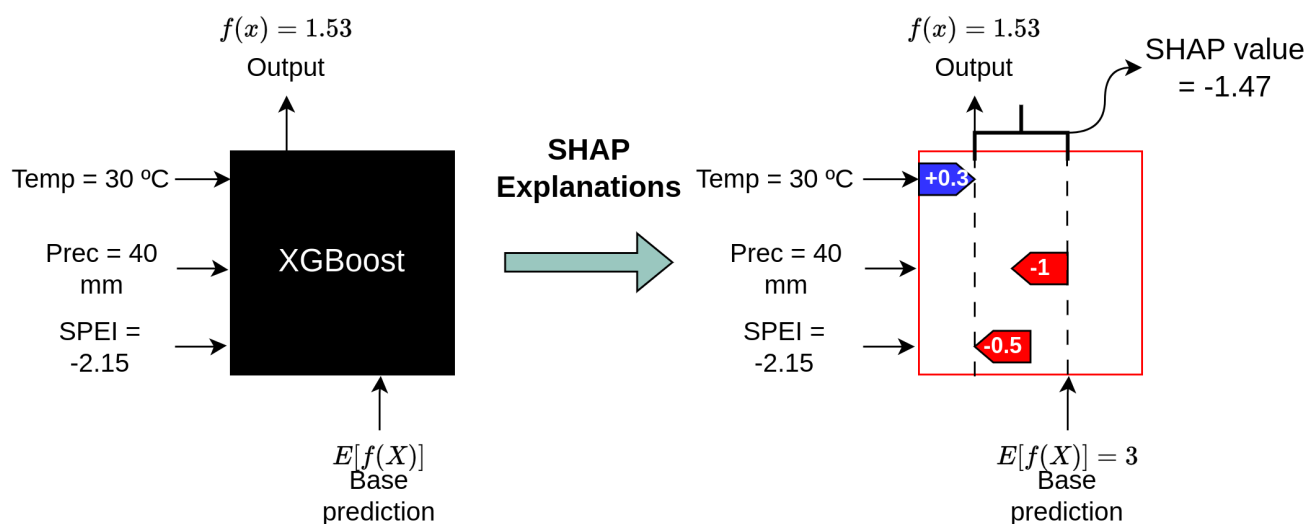 f(x) = 1.53
Output
Temp = 30 ºC
Prec = 40
mm
SPEI =
-2.15
XGBoost
E[f(X)]
Base
prediction
SHAP
Explanations
f(x) = 1.53
Output
SHAP value
= -1.47
Temp = 30 ºC
+0.3
Prec = 40
mm
-1
SPEI =
-2.15
-0.5
E[f(X)] = 3
Base
prediction